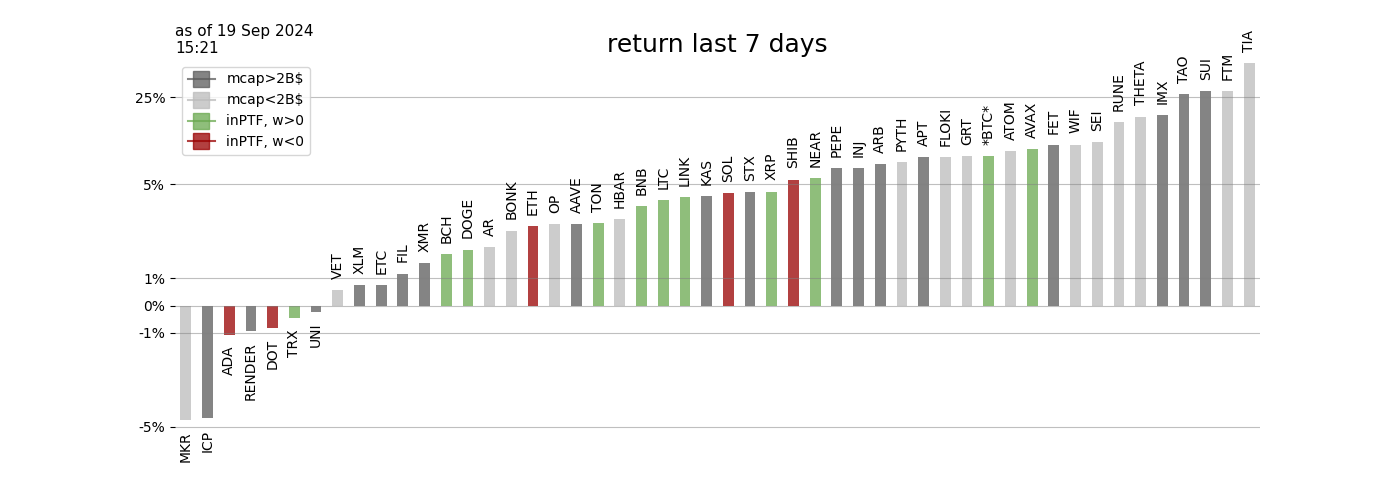 as of 19 Sep 2024
15:21
return last 7 days
mcap>2B$
mcap<2B$
inPTF, w>0
inPTF, w<0
25%
5%
1%
0%
-1%
-5%
MKR
ICP
ADA
RENDER
DOT
TRX
UNI
VET
XLM
ETC
FIL
XMR
BCH
DOGE
AR
BONK
ETH
OP
AAVE
TON
HBAR
BNB
LTC
LINK
KAS
SOL
STX
XRP
SHIB
NEAR
PEPE
INJ
ARB
PYTH
APT
FLOKI
GRT
*BTC*
ATOM
AVAX
FET
WIF
SEI
RUNE
THETA
IMX
TAO
SUI
FTM
TIA